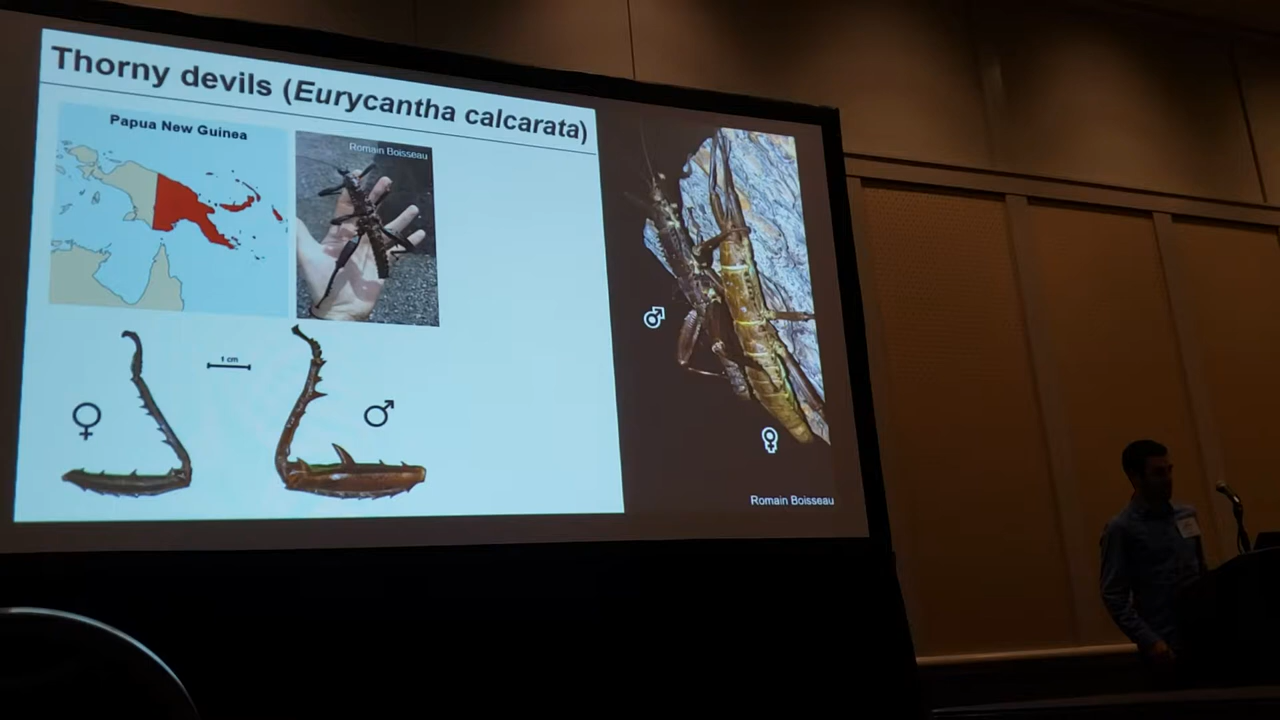 Thorny devils (Eurycantha calcarata)
Papua New Guinea
Romain Boisseau
1 cm
♀
♂
♂
♀
Romain Boisseau